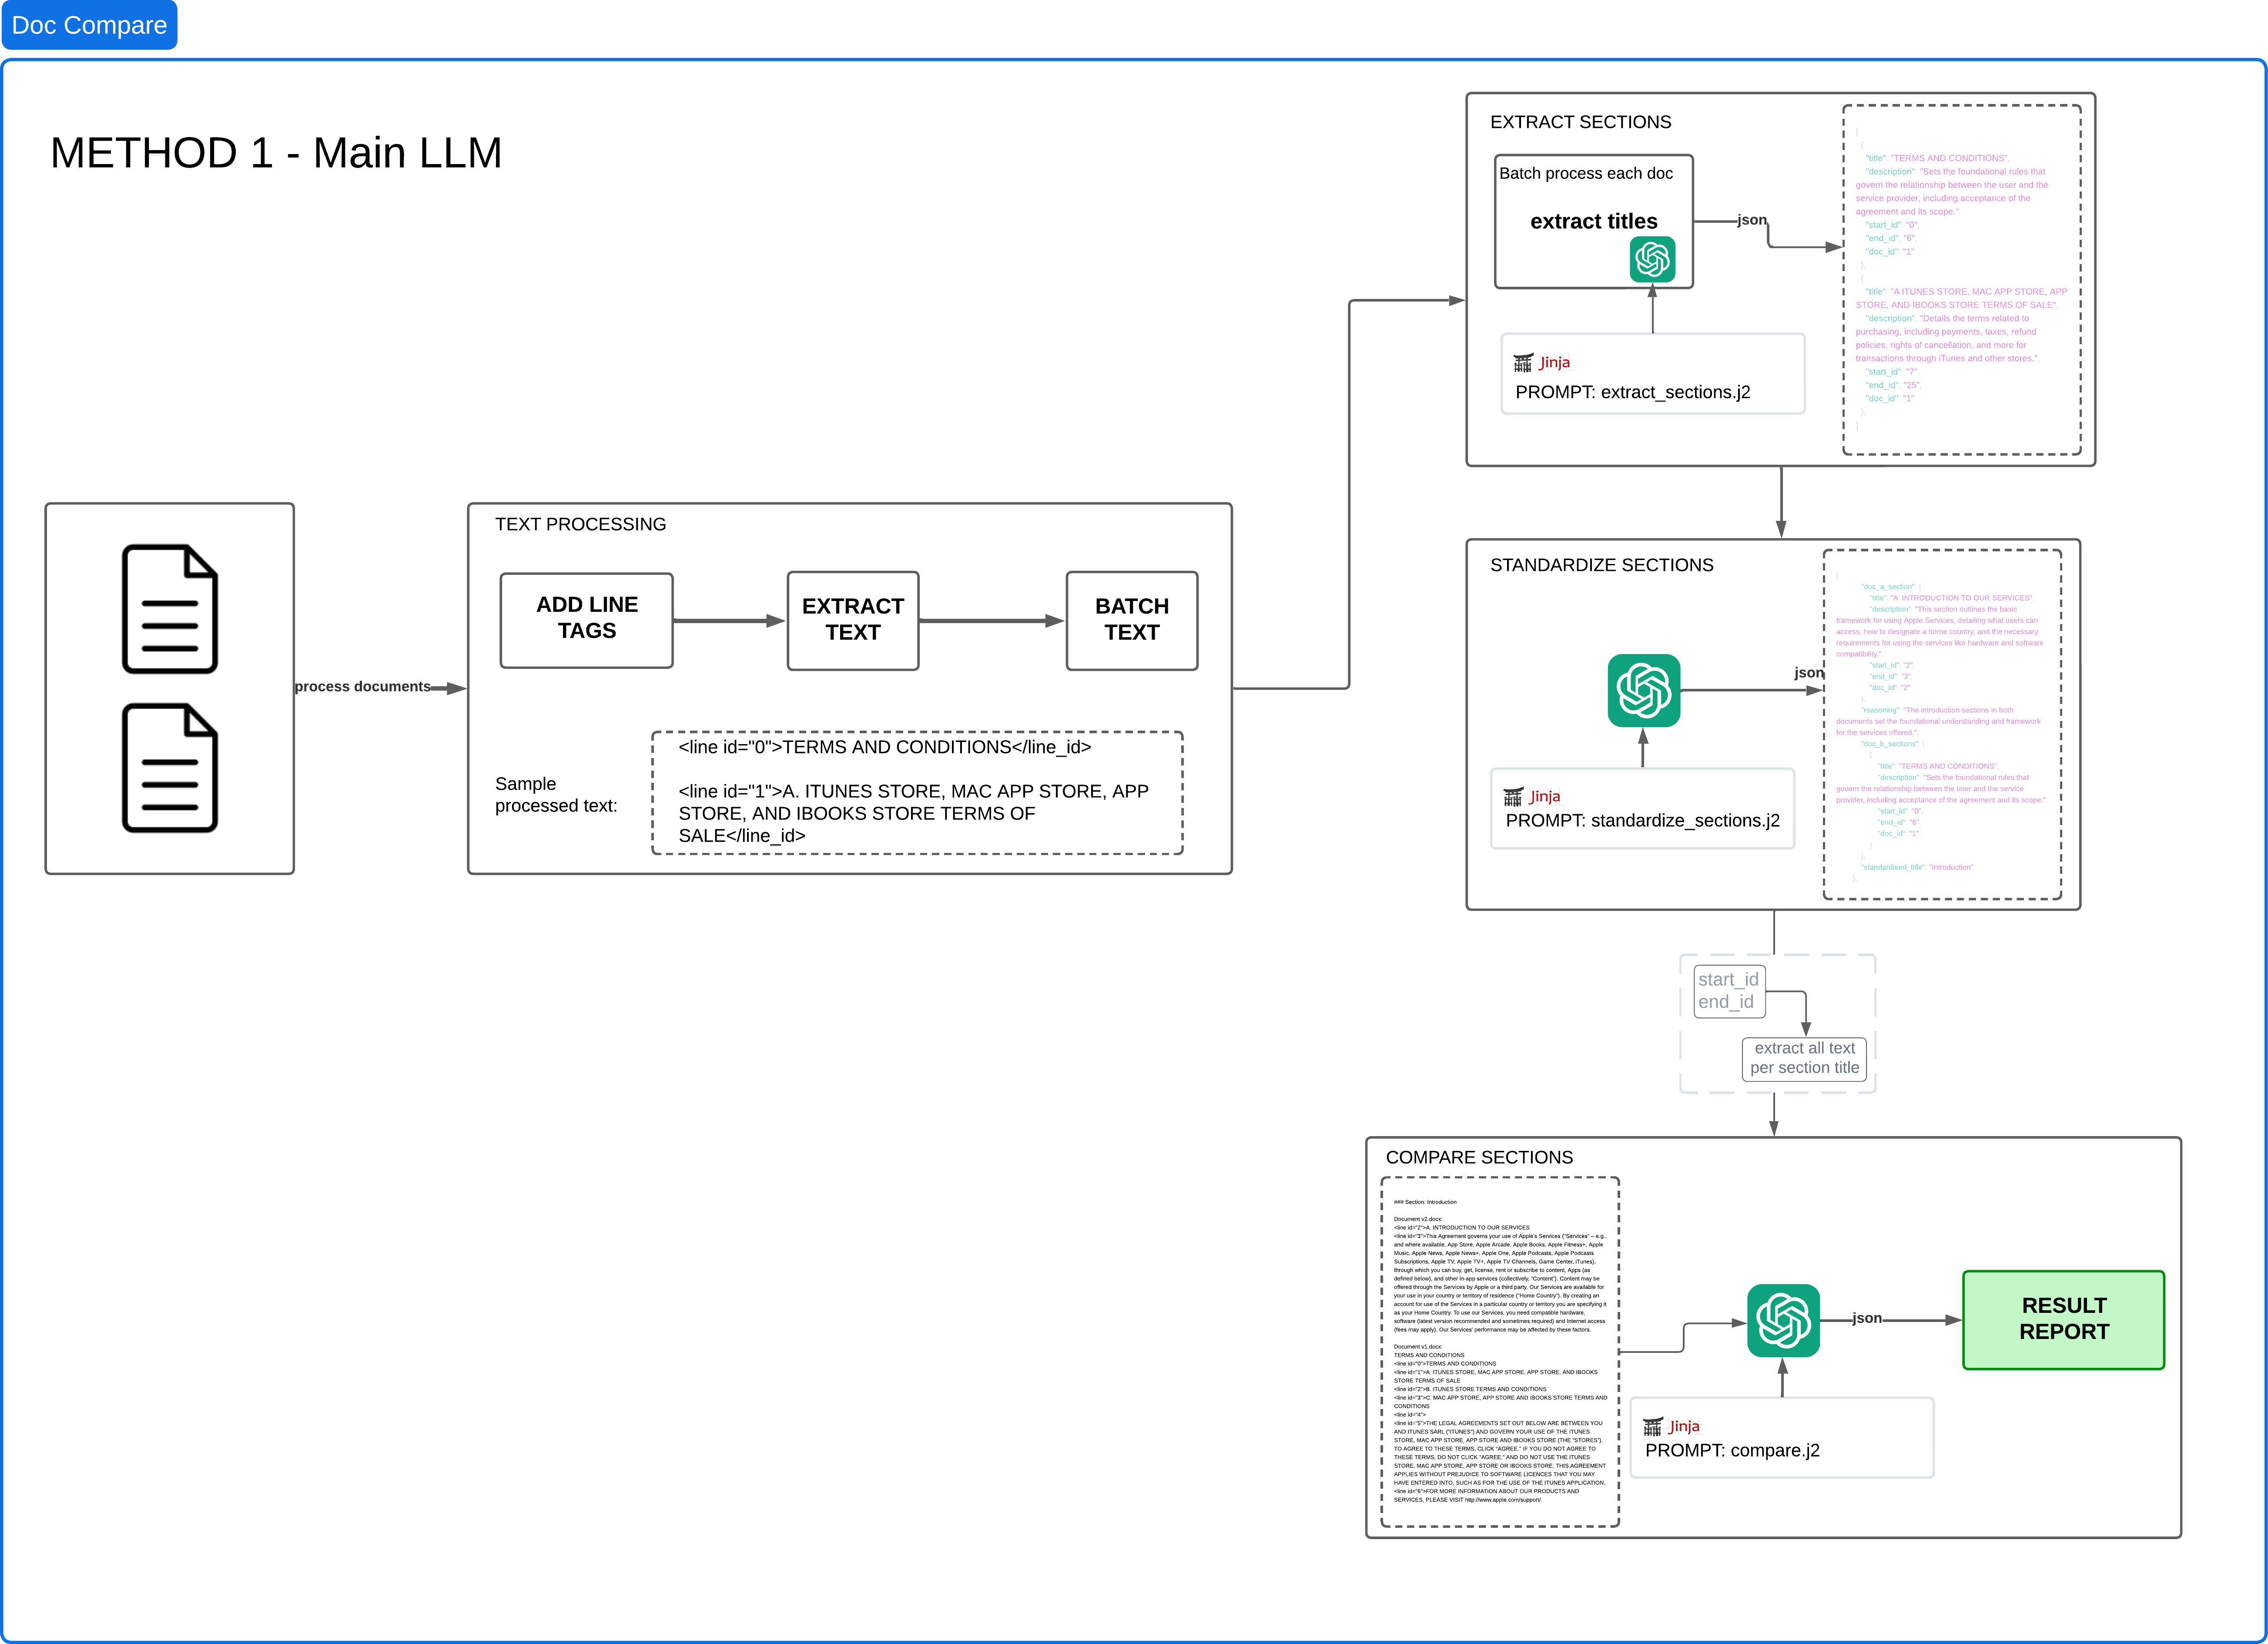 Doc Compare
METHOD 1 - Main LLM
process documents
TEXT PROCESSING
ADD LINE
TAGS
EXTRACT
TEXT
BATCH
TEXT
Sample
processed text:
<line id="0">TERMS AND CONDITIONS</line_id>
<line id="1">A. ITUNES STORE, MAC APP STORE, APP
STORE, AND IBOOKS STORE TERMS OF
SALE</line_id>
EXTRACT SECTIONS
Batch process each doc
extract titles
json
Jinja
PROMPT: extract_sections.j2
[
{
"title": "TERMS AND CONDITIONS",
"description": "Sets the foundational rules that
govern the relationship between the user and the
service provider, including acceptance of the
agreement and its scope.",
"start_id": "0",
"end_id": "6",
"doc_id": "1"
},
{
"title": "A ITUNES STORE, MAC APP STORE, APP
STORE, AND IBOOKS STORE TERMS OF SALE",
"description": "Details the terms related to
purchasing, including payments, taxes, refund
policies, rights of cancellation, and more for
transactions through iTunes and other stores.",
"start_id": "7",
"end_id": "25",
"doc_id": "1"
},
]
STANDARDIZE SECTIONS
json
Jinja
PROMPT: standardize_sections.j2
{
"doc_a_section": {
"title": "A. INTRODUCTION TO OUR SERVICES",
"description": "This section outlines the basic
framework for using Apple Services, detailing what users can
access, how to designate a home country, and the necessary
requirements for using the services like hardware and software
compatibility.",
"start_id": "2",
"end_id": "3",
"doc_id": "2"
},
"reasoning": "The introduction sections in both
documents set the foundational understanding and framework
for the services offered.",
"doc_b_sections": [
{
"title": "TERMS AND CONDITIONS",
"description": "Sets the foundational rules that
govern the relationship between the user and the service
provider, including acceptance of the agreement and its scope.",
"start_id": "0",
"end_id": "6",
"doc_id": "1"
}
],
"standardised_title": "Introduction"
},
start_id
end_id
extract all text
per section title
COMPARE SECTIONS
### Section: Introduction
Document v2.docx:
<line id="2">A. INTRODUCTION TO OUR SERVICES
<line id="3">This Agreement governs your use of Apple's Services ("Services" – e.g.,
and where available, App Store, Apple Arcade, Apple Books, Apple Fitness+, Apple
Music, Apple News, Apple News+, Apple One, Apple Podcasts, Apple Podcasts
Subscriptions, Apple TV, Apple TV+, Apple TV Channels, Game Center, iTunes),
through which you can buy, get, license, rent or subscribe to content, Apps (as
defined below), and other in-app services (collectively, "Content"). Content may be
offered through the Services by Apple or a third party. Our Services are available for
your use in your country or territory of residence ("Home Country"). By creating an
account for use of the Services in a particular country or territory you are specifying it
as your Home Country. To use our Services, you need compatible hardware,
software (latest version recommended and sometimes required) and Internet access
(fees may apply). Our Services' performance may be affected by these factors.
Document v1.docx:
TERMS AND CONDITIONS
<line id="0">TERMS AND CONDITIONS
<line id="1">A. ITUNES STORE, MAC APP STORE, APP STORE, AND IBOOKS
STORE TERMS OF SALE
<line id="2">B. ITUNES STORE TERMS AND CONDITIONS
<line id="3">C. MAC APP STORE, APP STORE AND IBOOKS STORE TERMS AND
CONDITIONS
<line id="4">
<line id="5">THE LEGAL AGREEMENTS SET OUT BELOW ARE BETWEEN YOU
AND ITUNES SARL ("ITUNES") AND GOVERN YOUR USE OF THE ITUNES
STORE, MAC APP STORE, APP STORE AND IBOOKS STORE (THE "STORES").
TO AGREE TO THESE TERMS, CLICK "AGREE." IF YOU DO NOT AGREE TO
THESE TERMS, DO NOT CLICK "AGREE," AND DO NOT USE THE ITUNES
STORE, MAC APP STORE, APP STORE OR IBOOKS STORE. THIS AGREEMENT
APPLIES WITHOUT PREJUDICE TO SOFTWARE LICENCES THAT YOU MAY
HAVE ENTERED INTO, SUCH AS FOR THE USE OF THE ITUNES APPLICATION.
<line id="6">FOR MORE INFORMATION ABOUT OUR PRODUCTS AND
SERVICES, PLEASE VISIT http://www.apple.com/support/.
json
RESULT
REPORT
Jinja
PROMPT: compare.j2